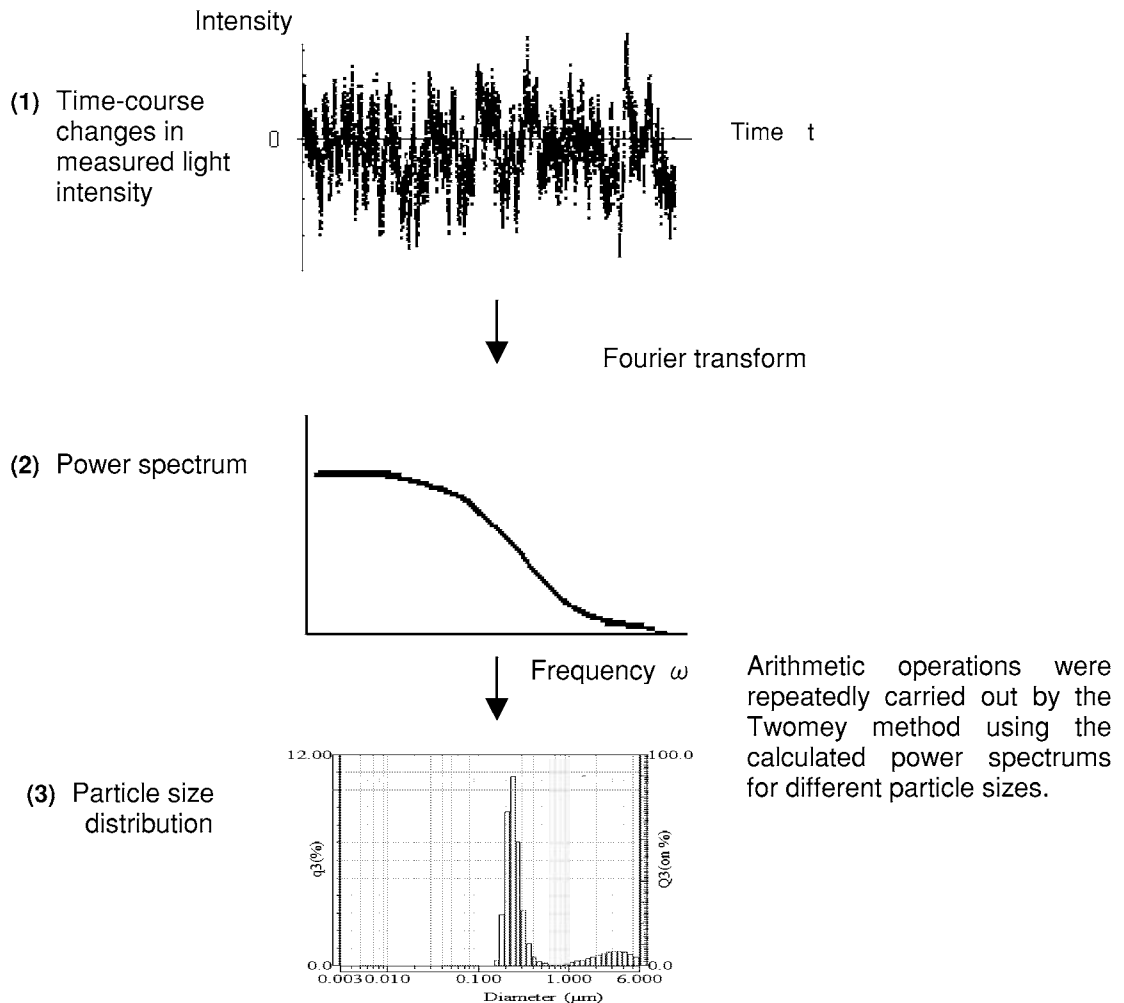 Intensity
(1) Time-course
changes in
measured light
intensity
0
Time t
Fourier transform
(2) Power spectrum
Frequency ω
Arithmetic operations were
repeatedly carried out by the
Twomey method using the
calculated power spectrums
for different particle sizes.
(3) Particle size
distribution
12.00
100.0
q3(%)
Q3(on %)
0.0
0.0
0.0030.010 0.100 1.000 6.000
Diameter (μm)